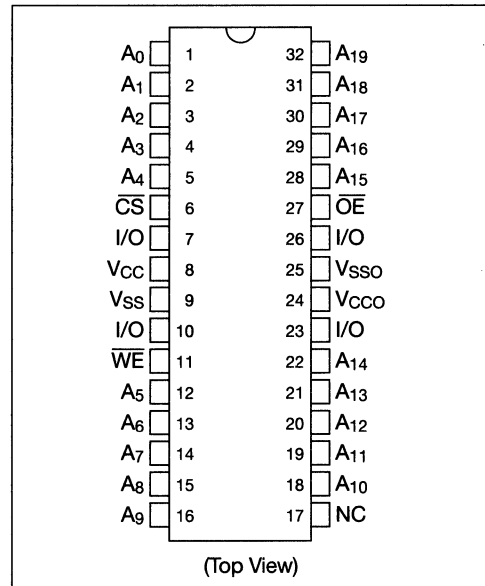 A0 1 32 A19
A1 2 31 A18
A2 3 30 A17
A3 4 29 A16
A4 5 28 A15
C̅S̅ 6 27 O̅E̅
I/O 7 26 I/O
VCC 8 25 VSSO
VSS 9 24 VCCO
I/O 10 23 I/O
W̅E̅ 11 22 A14
A5 12 21 A13
A6 13 20 A12
A7 14 19 A11
A8 15 18 A10
A9 16 17 NC
(Top View)